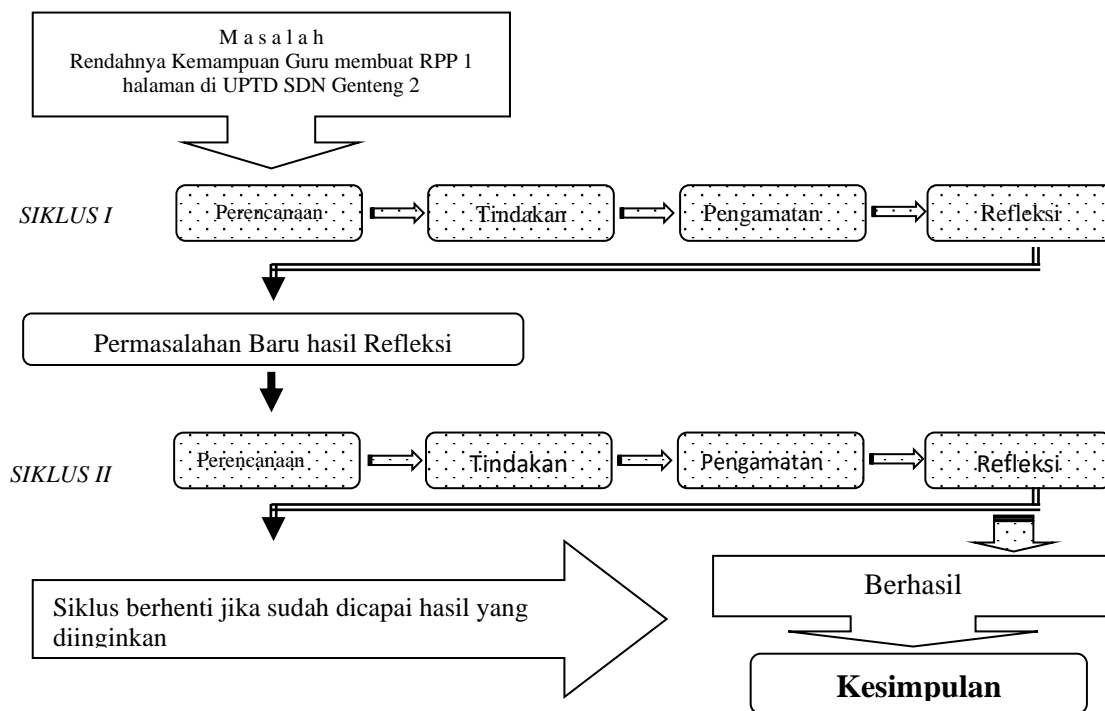 M a s a l a h
Rendahnya Kemampuan Guru membuat RPP 1
halaman di UPTD SDN Genteng 2
SIKLUS I
Perencanaan
Tindakan
Pengamatan
Refleksi
Permasalahan Baru hasil Refleksi
SIKLUS II
Perencanaan
Tindakan
Pengamatan
Refleksi
Siklus berhenti jika sudah dicapai hasil yang
diinginkan
Berhasil
Kesimpulan